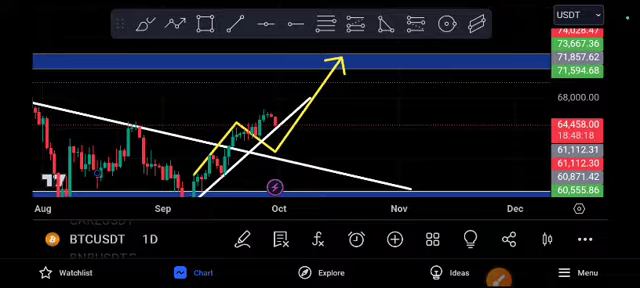 USDT
74,028.47
73,667.36
71,857.62
71,594.68
68,000.00
64,458.00
18:48:18
61,112.31
61,112.30
60,871.42
60,555.86
Aug Sep Oct Nov Dec
BTCUSDT 1D
Watchlist Chart Explore Ideas Menu